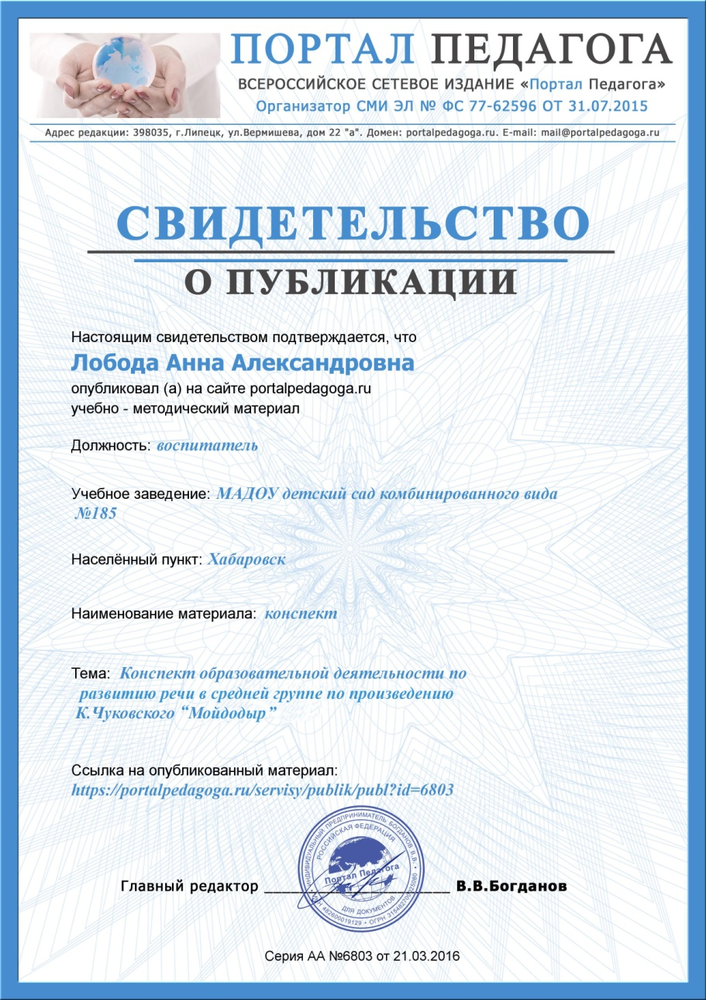 ПОРТАЛ ПЕДАГОГА
ВСЕРОССИЙСКОЕ СЕТЕВОЕ ИЗДАНИЕ «Портал Педагога»
Организатор СМИ ЭЛ № ФС 77-62596 ОТ 31.07.2015
Адрес редакции: 398035, г.Липецк, ул.Вермишева, дом 22 "а". Домен: portalpedagoga.ru. E-mail: mail@portalpedagoga.ru
СВИДЕТЕЛЬСТВО
О ПУБЛИКАЦИИ
Настоящим свидетельством подтверждается, что
Лобода Анна Александровна
опубликовал (а) на сайте portalpedagoga.ru
учебно - методический материал
Должность: воспитатель
Учебное заведение: МАДОУ детский сад комбинированного вида
№185
Населённый пункт: Хабаровск
Наименование материала: конспект
Тема: Конспект образовательной деятельности по
развитию речи в средней группе по произведению
К.Чуковского “Мойдодыр”
Ссылка на опубликованный материал:
https://portalpedagoga.ru/servisy/publik/publ?id=6803
ИНДИВИДУАЛЬНЫЙ ПРЕДПРИНИМАТЕЛЬ БОГДАНОВ В.В.
РОССИЙСКАЯ ФЕДЕРАЦИЯ
Портал Педагога
ДЛЯ ДОКУМЕНТОВ
Главный редактор ________________________ В.В.Богданов
Серия АА №6803 от 21.03.2016